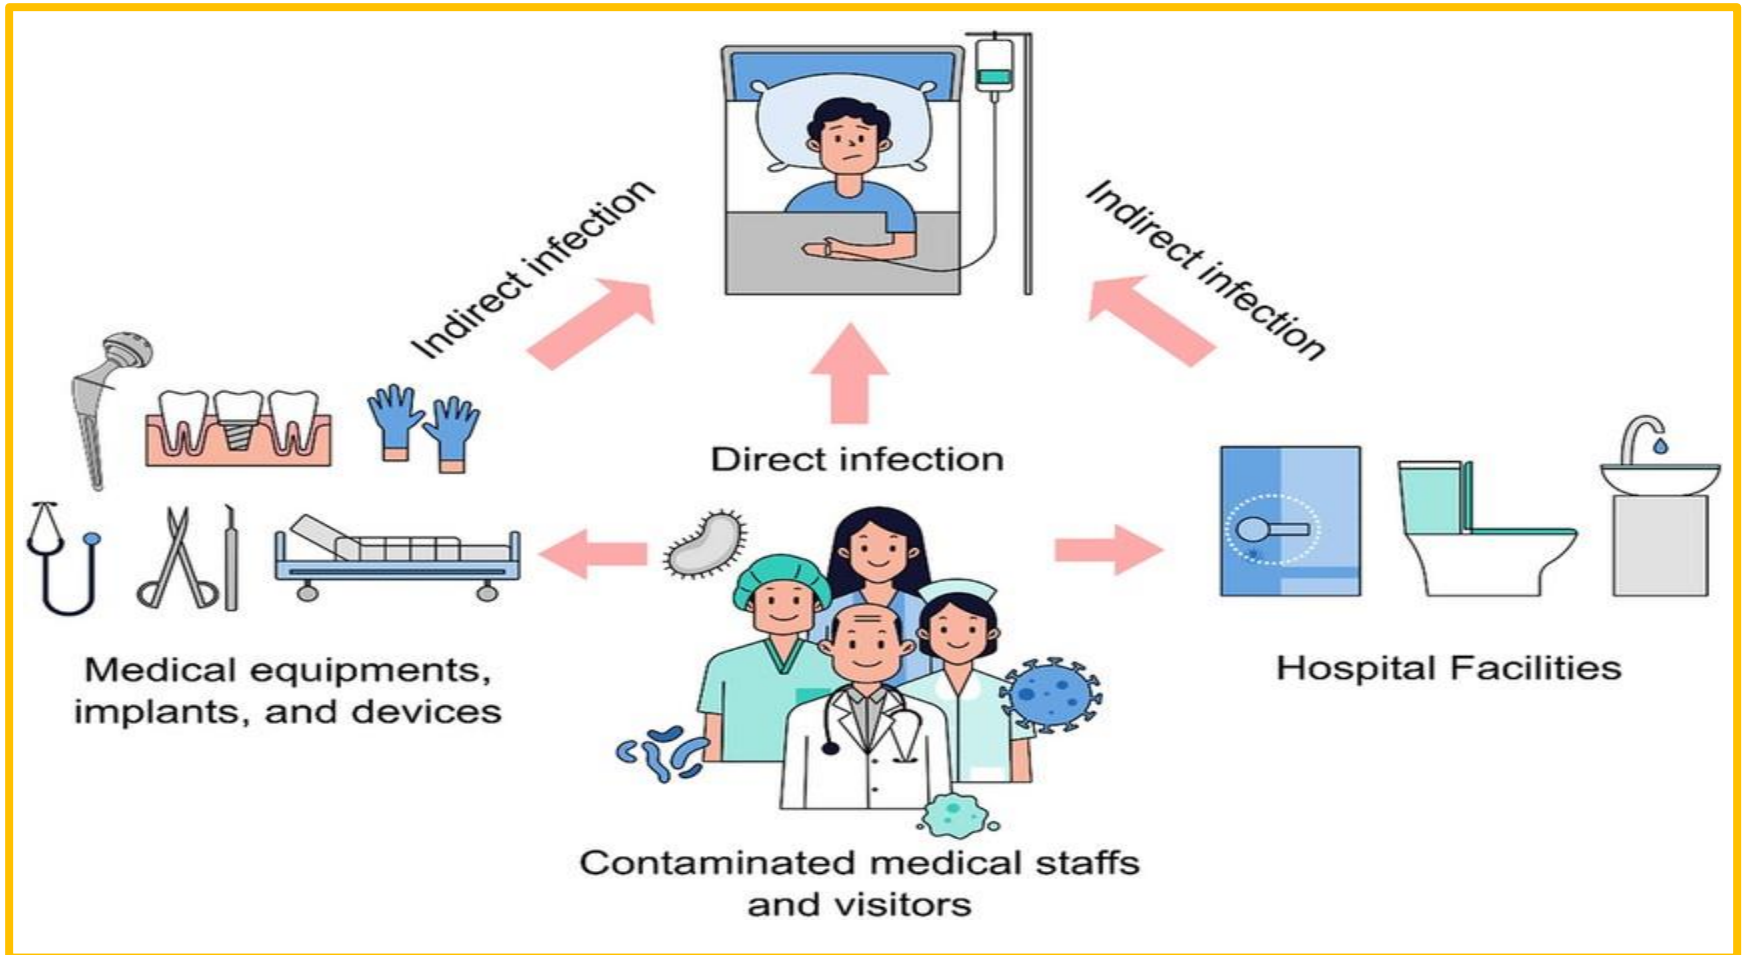 Indirect infection
Indirect infection
Direct infection
Medical equipments,
implants, and devices
Hospital Facilities
Contaminated medical staffs
and visitors